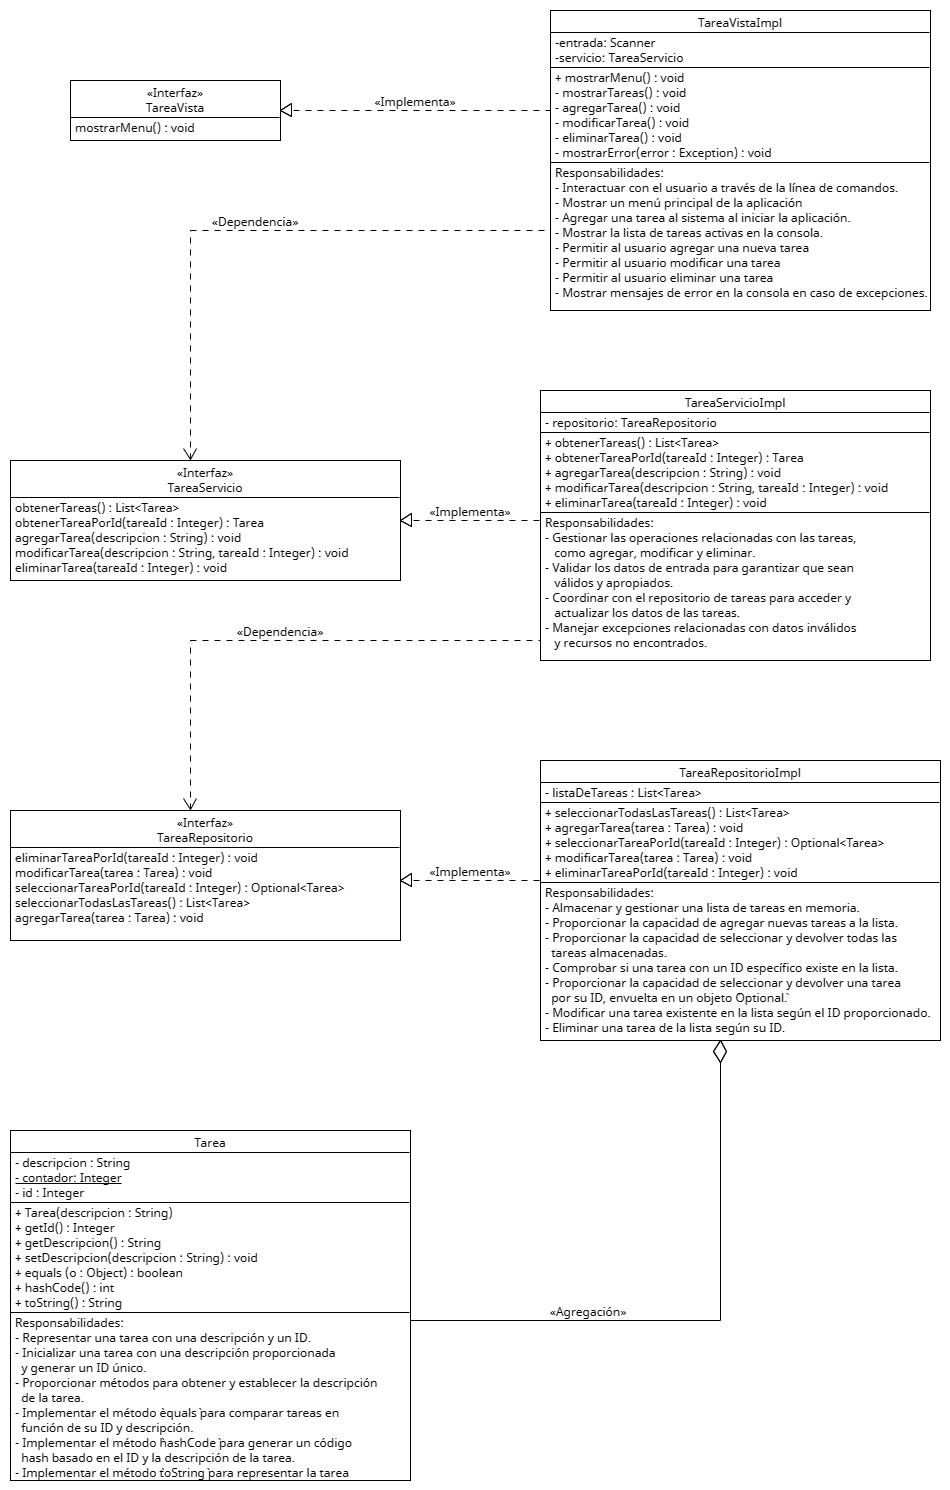 TareaVistaImpl
-entrada: Scanner
-servicio: TareaServicio
+ mostrarMenu() : void
- mostrarTareas() : void
- agregarTarea() : void
- modificarTarea() : void
- eliminarTarea() : void
- mostrarError(error : Exception) : void
Responsabilidades:
- Interactuar con el usuario a través de la línea de comandos.
- Mostrar un menú principal de la aplicación
- Agregar una tarea al sistema al iniciar la aplicación.
- Mostrar la lista de tareas activas en la consola.
- Permitir al usuario agregar una nueva tarea
- Permitir al usuario modificar una tarea
- Permitir al usuario eliminar una tarea
- Mostrar mensajes de error en la consola en caso de excepciones.
«Interfaz»
TareaVista
mostrarMenu() : void
«Implementa»
«Dependencia»
TareaServicioImpl
- repositorio: TareaRepositorio
+ obtenerTareas() : List<Tarea>
+ obtenerTareaPorId(tareaId : Integer) : Tarea
+ agregarTarea(descripcion : String) : void
+ modificarTarea(descripcion : String, tareaId : Integer) : void
+ eliminarTarea(tareaId : Integer) : void
Responsabilidades:
- Gestionar las operaciones relacionadas con las tareas,
como agregar, modificar y eliminar.
- Validar los datos de entrada para garantizar que sean
válidos y apropiados.
- Coordinar con el repositorio de tareas para acceder y
actualizar los datos de las tareas.
- Manejar excepciones relacionadas con datos inválidos
y recursos no encontrados.
«Interfaz»
TareaServicio
obtenerTareas() : List<Tarea>
obtenerTareaPorId(tareaId : Integer) : Tarea
agregarTarea(descripcion : String) : void
modificarTarea(descripcion : String, tareaId : Integer) : void
eliminarTarea(tareaId : Integer) : void
«Implementa»
«Dependencia»
TareaRepositorioImpl
- listaDeTareas : List<Tarea>
+ seleccionarTodasLasTareas() : List<Tarea>
+ agregarTarea(tarea : Tarea) : void
+ seleccionarTareaPorId(tareaId : Integer) : Optional<Tarea>
+ modificarTarea(tarea : Tarea) : void
+ eliminarTareaPorId(tareaId : Integer) : void
Responsabilidades:
- Almacenar y gestionar una lista de tareas en memoria.
- Proporcionar la capacidad de agregar nuevas tareas a la lista.
- Proporcionar la capacidad de seleccionar y devolver todas las
tareas almacenadas.
- Comprobar si una tarea con un ID específico existe en la lista.
- Proporcionar la capacidad de seleccionar y devolver una tarea
por su ID, envuelta en un objeto Optional.`
- Modificar una tarea existente en la lista según el ID proporcionado.
- Eliminar una tarea de la lista según su ID.
«Interfaz»
TareaRepositorio
eliminarTareaPorId(tareaId : Integer) : void
modificarTarea(tarea : Tarea) : void
seleccionarTareaPorId(tareaId : Integer) : Optional<Tarea>
seleccionarTodasLasTareas() : List<Tarea>
agregarTarea(tarea : Tarea) : void
«Implementa»
Tarea
- descripcion : String
- contador: Integer
- id : Integer
+ Tarea(descripcion : String)
+ getId() : Integer
+ getDescripcion() : String
+ setDescripcion(descripcion : String) : void
+ equals (o : Object) : boolean
+ hashCode() : int
+ toString() : String
Responsabilidades:
- Representar una tarea con una descripción y un ID.
- Inicializar una tarea con una descripción proporcionada
y generar un ID único.
- Proporcionar métodos para obtener y establecer la descripción
de la tarea.
- Implementar el método `equals` para comparar tareas en
función de su ID y descripción.
- Implementar el método `hashCode` para generar un código
hash basado en el ID y la descripción de la tarea.
- Implementar el método `toString` para representar la tarea
«Agregación»